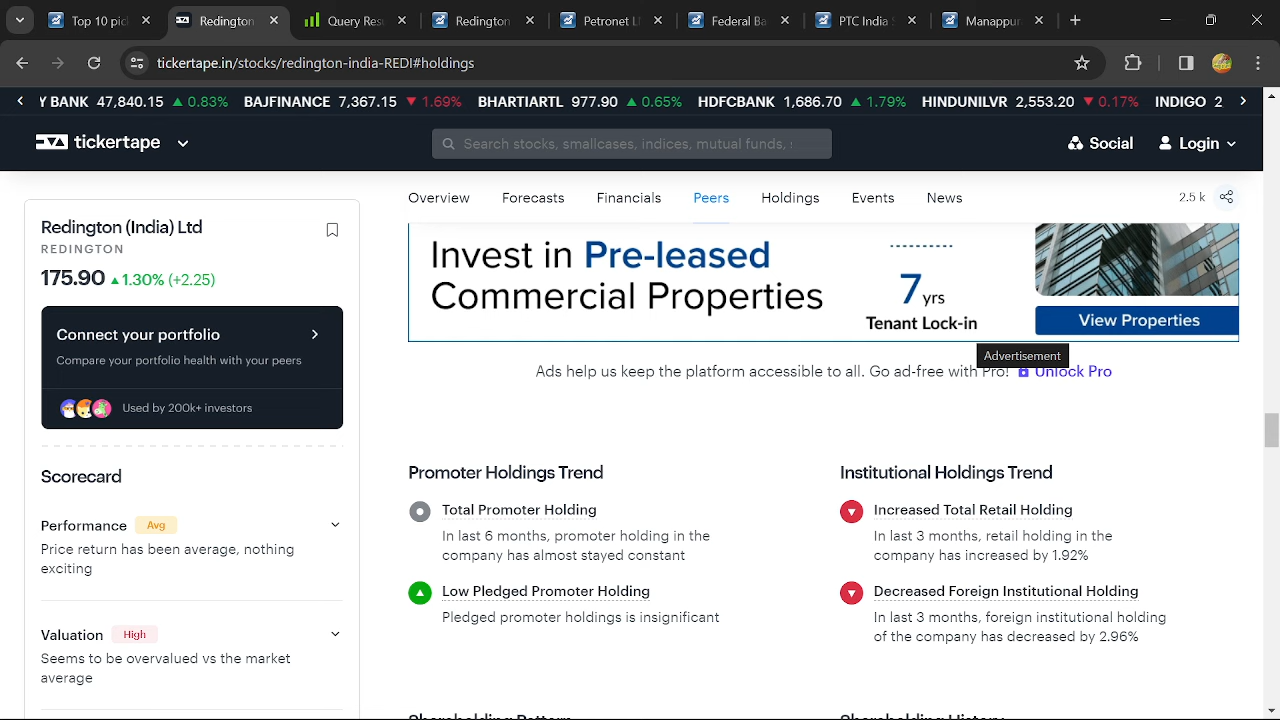 Top 10 picl
Redington
Query Res
Redington
Petronet L
Federal Ba
PTC India
Manappur
tickertape.in/stocks/redington-india-REDI#holdings
Y BANK 47,840.15 ▲ 0.83% BAJFINANCE 7,367.15 ▼ 1.69% BHARTIARTL 977.90 ▲ 0.65% HDFCBANK 1,686.70 ▲ 1.79% HINDUNILVR 2,553.20 ▼ 0.17% INDIGO 2
tickertape
Search stocks, smallcases, indices, mutual funds,
Social
Login
Overview Forecasts Financials Peers Holdings Events News
2.5 k
Redington (India) Ltd
REDINGTON
175.90 ▲ 1.30% (+2.25)
Connect your portfolio
Compare your portfolio health with your peers
Used by 200k+ investors
Scorecard
Performance Avg
Price return has been average, nothing
exciting
Valuation High
Seems to be overvalued vs the market
average
Invest in Pre-leased
Commercial Properties
7 yrs
Tenant Lock-in
View Properties
Advertisement
Ads help us keep the platform accessible to all. Go ad-free with Pro! Unlock Pro
Promoter Holdings Trend
Total Promoter Holding
In last 6 months, promoter holding in the
company has almost stayed constant
Low Pledged Promoter Holding
Pledged promoter holdings is insignificant
Institutional Holdings Trend
Increased Total Retail Holding
In last 3 months, retail holding in the
company has increased by 1.92%
Decreased Foreign Institutional Holding
In last 3 months, foreign institutional holding
of the company has decreased by 2.96%
Shareholding Pattern
Shareholding History